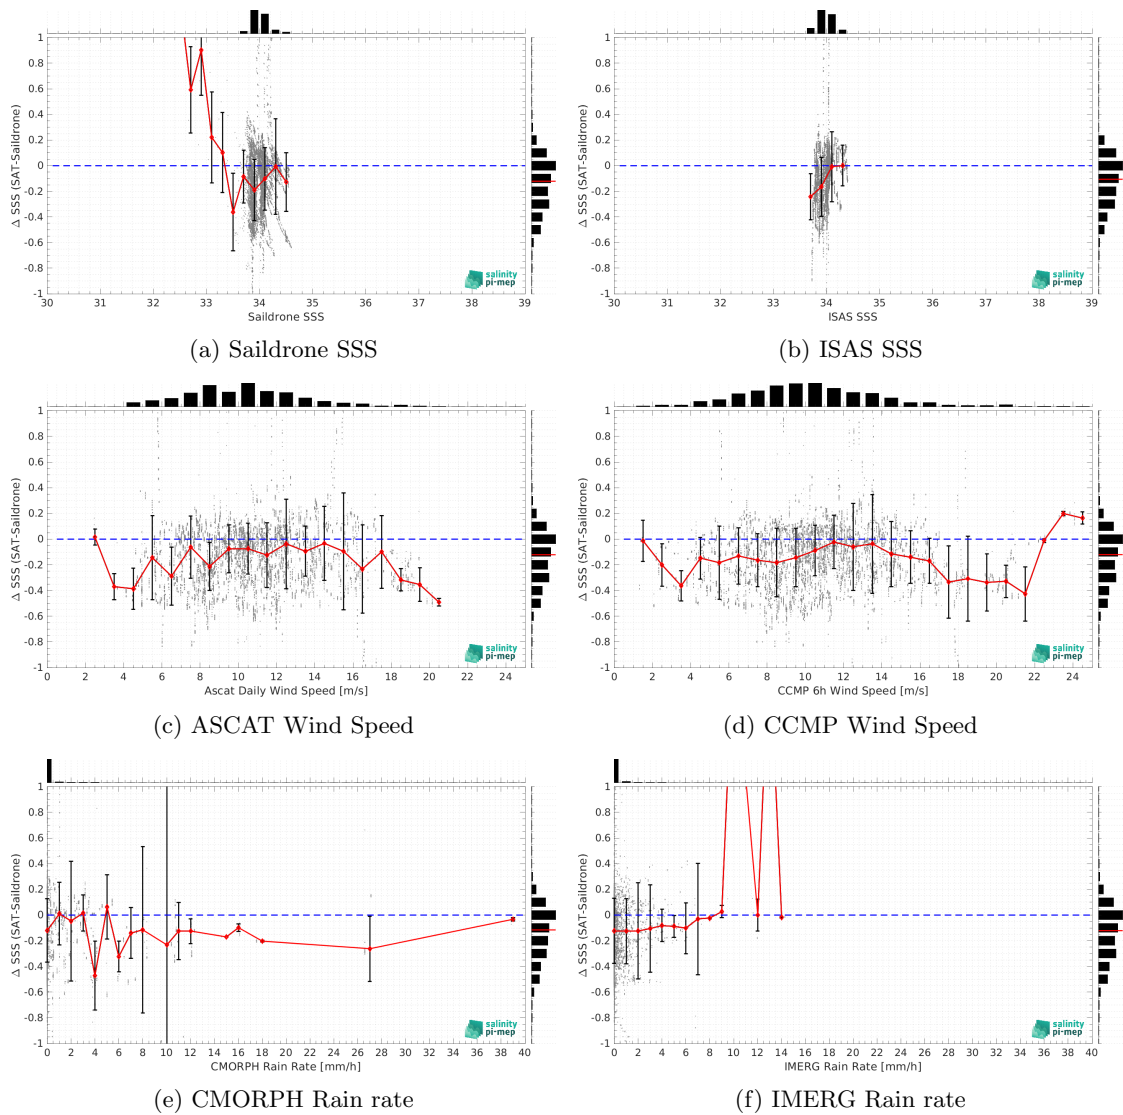 1
0.8
0.6
0.4
0.2
0
-0.2
-0.4
-0.6
-0.8
-1
Δ SSS (SAT-Saildrone)
30 31 32 33 34 35 36 37 38 39
Saildrone SSS
salinity
pi-mep
(a) Saildrone SSS
1
0.8
0.6
0.4
0.2
0
-0.2
-0.4
-0.6
-0.8
-1
Δ SSS (SAT-Saildrone)
30 31 32 33 34 35 36 37 38 39
ISAS SSS
salinity
pi-mep
(b) ISAS SSS
1
0.8
0.6
0.4
0.2
0
-0.2
-0.4
-0.6
-0.8
-1
Δ SSS (SAT-Saildrone)
0 2 4 6 8 10 12 14 16 18 20 22 24
Ascat Daily Wind Speed [m/s]
salinity
pi-mep
(c) ASCAT Wind Speed
1
0.8
0.6
0.4
0.2
0
-0.2
-0.4
-0.6
-0.8
-1
Δ SSS (SAT-Saildrone)
0 2 4 6 8 10 12 14 16 18 20 22 24
CCMP 6h Wind Speed [m/s]
salinity
pi-mep
(d) CCMP Wind Speed
1
0.8
0.6
0.4
0.2
0
-0.2
-0.4
-0.6
-0.8
-1
Δ SSS (SAT-Saildrone)
0 2 4 6 8 10 12 14 16 18 20 22 24 26 28 30 32 34 36 38 40
CMORPH Rain Rate [mm/h]
salinity
pi-mep
(e) CMORPH Rain rate
1
0.8
0.6
0.4
0.2
0
-0.2
-0.4
-0.6
-0.8
-1
Δ SSS (SAT-Saildrone)
0 2 4 6 8 10 12 14 16 18 20 22 24 26 28 30 32 34 36 38 40
IMERG Rain Rate [mm/h]
salinity
pi-mep
(f) IMERG Rain rate